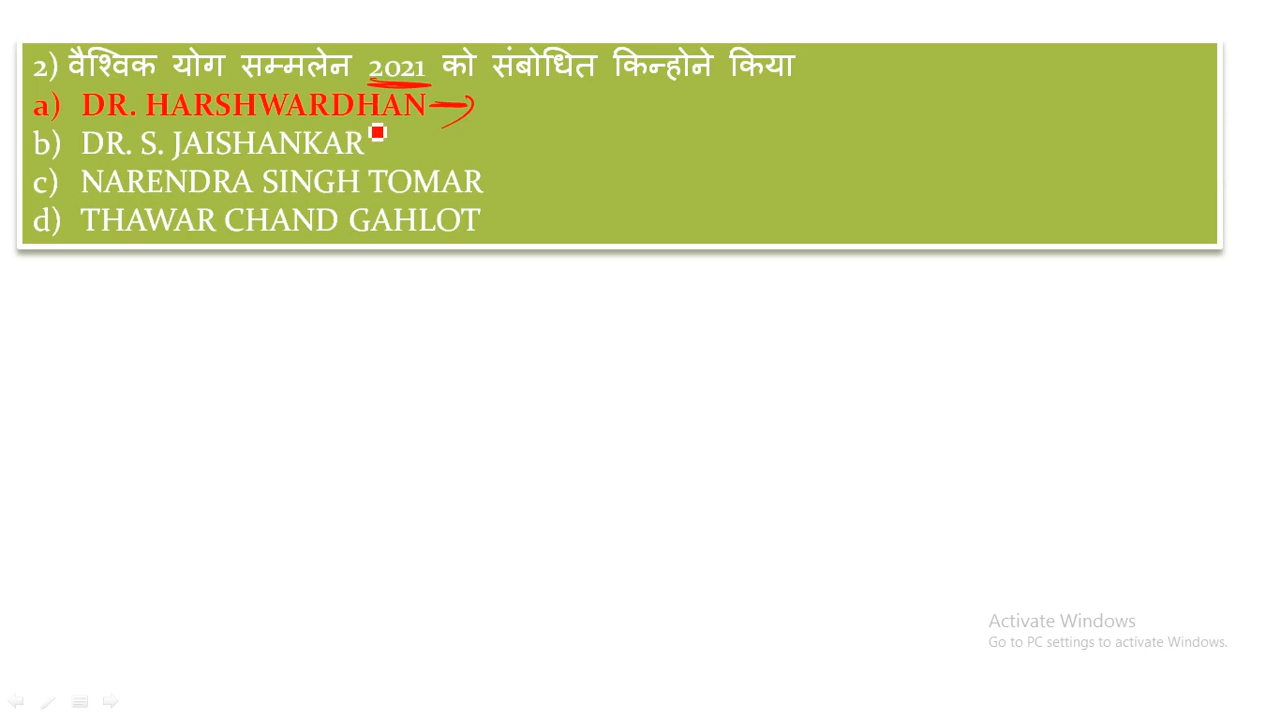 2) वैश्विक योग सम्मलेन 2021 को संबोधित किन्होने किया
a) DR. HARSHWARDHAN
b) DR. S. JAISHANKAR
c) NARENDRA SINGH TOMAR
d) THAWAR CHAND GAHLOT
Activate Windows
Go to PC settings to activate Windows.